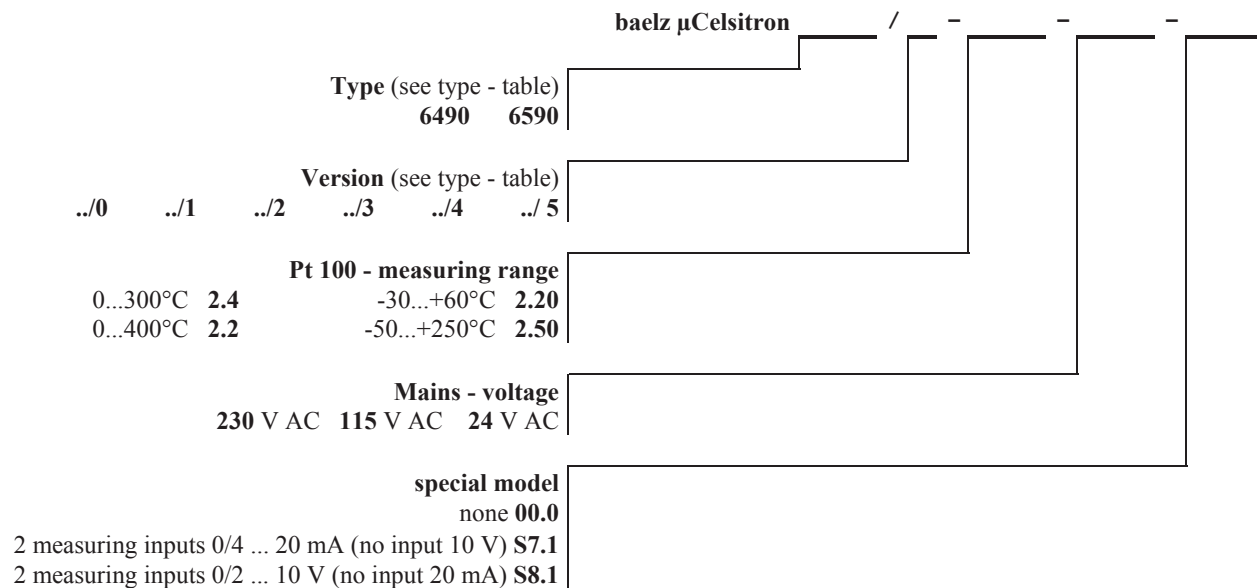 baelz µCelsitron / – – –
Type (see type - table)
6490 6590
Version (see type - table)
../0 ../1 ../2 ../3 ../4 ../ 5
Pt 100 - measuring range
0...300°C 2.4 -30...+60°C 2.20
0...400°C 2.2 -50...+250°C 2.50
Mains - voltage
230 V AC 115 V AC 24 V AC
special model
none 00.0
2 measuring inputs 0/4 ... 20 mA (no input 10 V) S7.1
2 measuring inputs 0/2 ... 10 V (no input 20 mA) S8.1